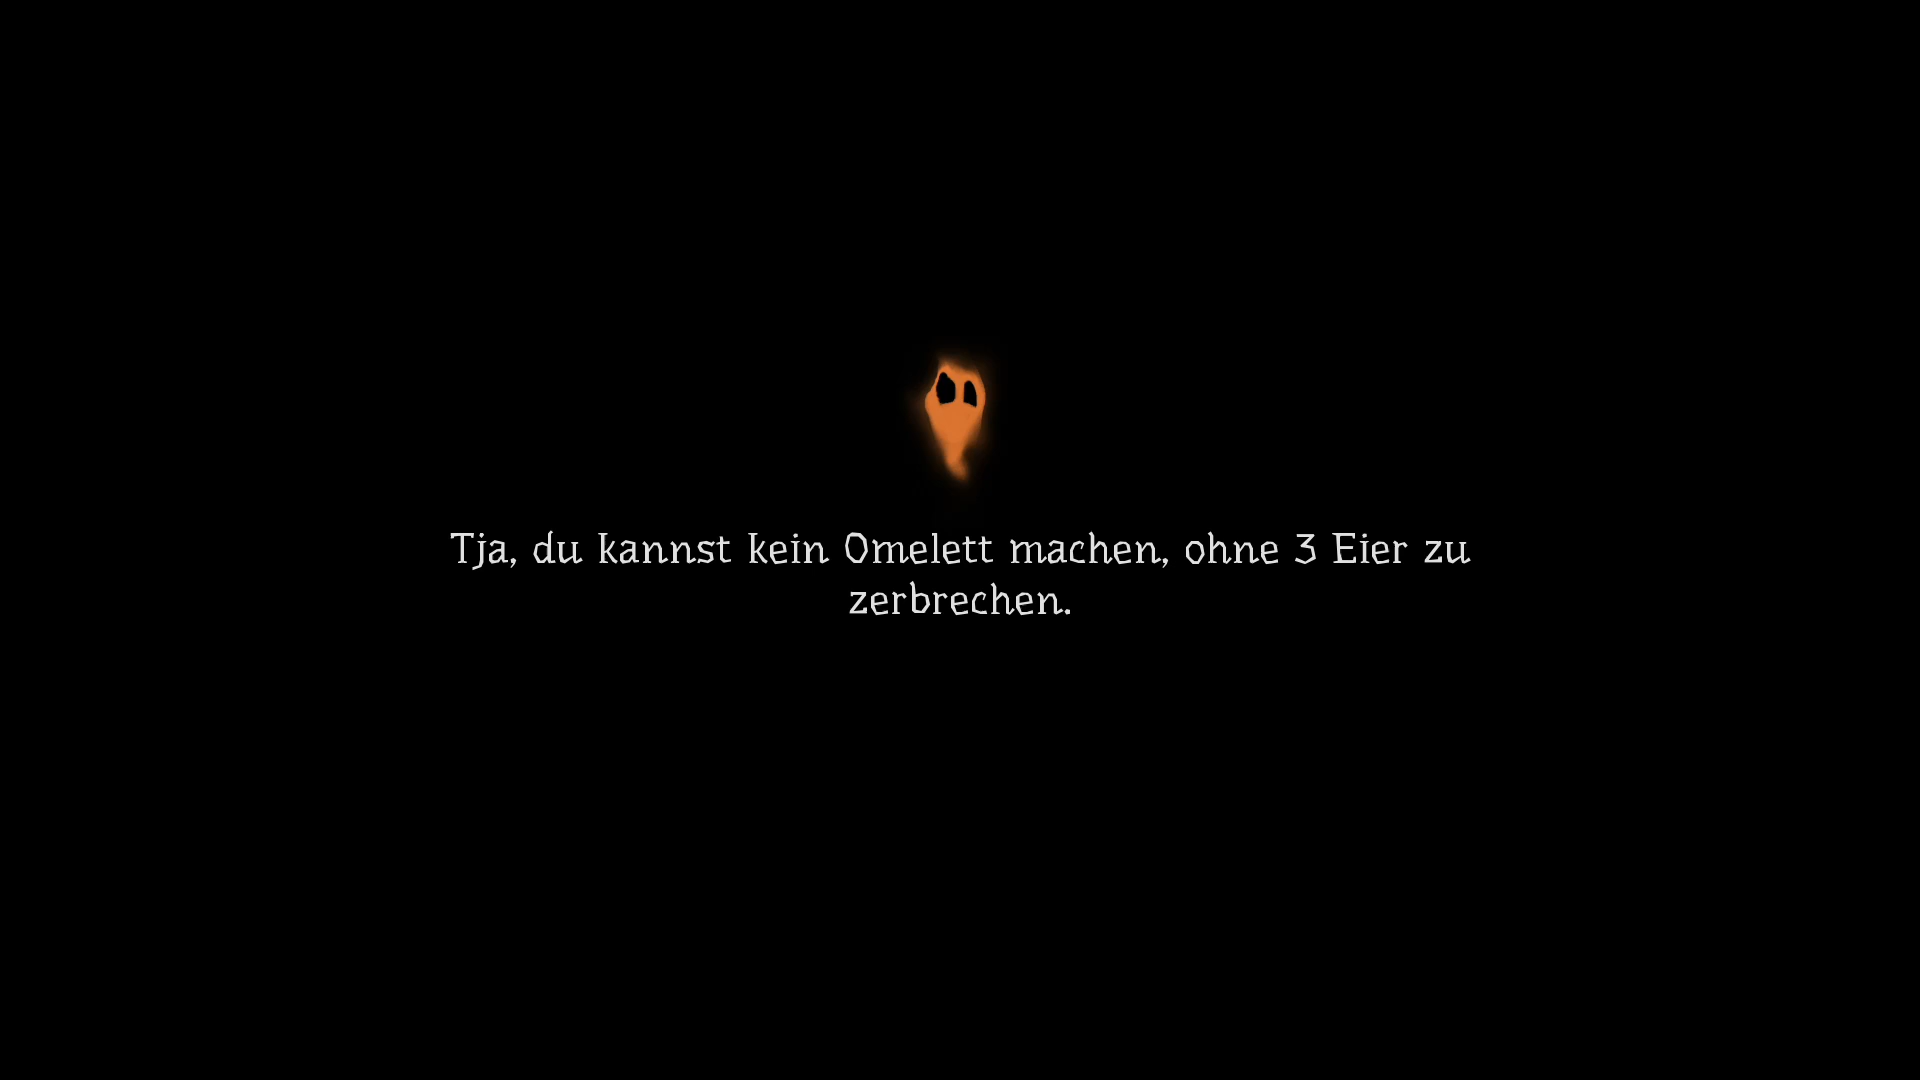 Tja, du kannst kein Omelett machen, ohne 3 Eier zu
zerbrechen.